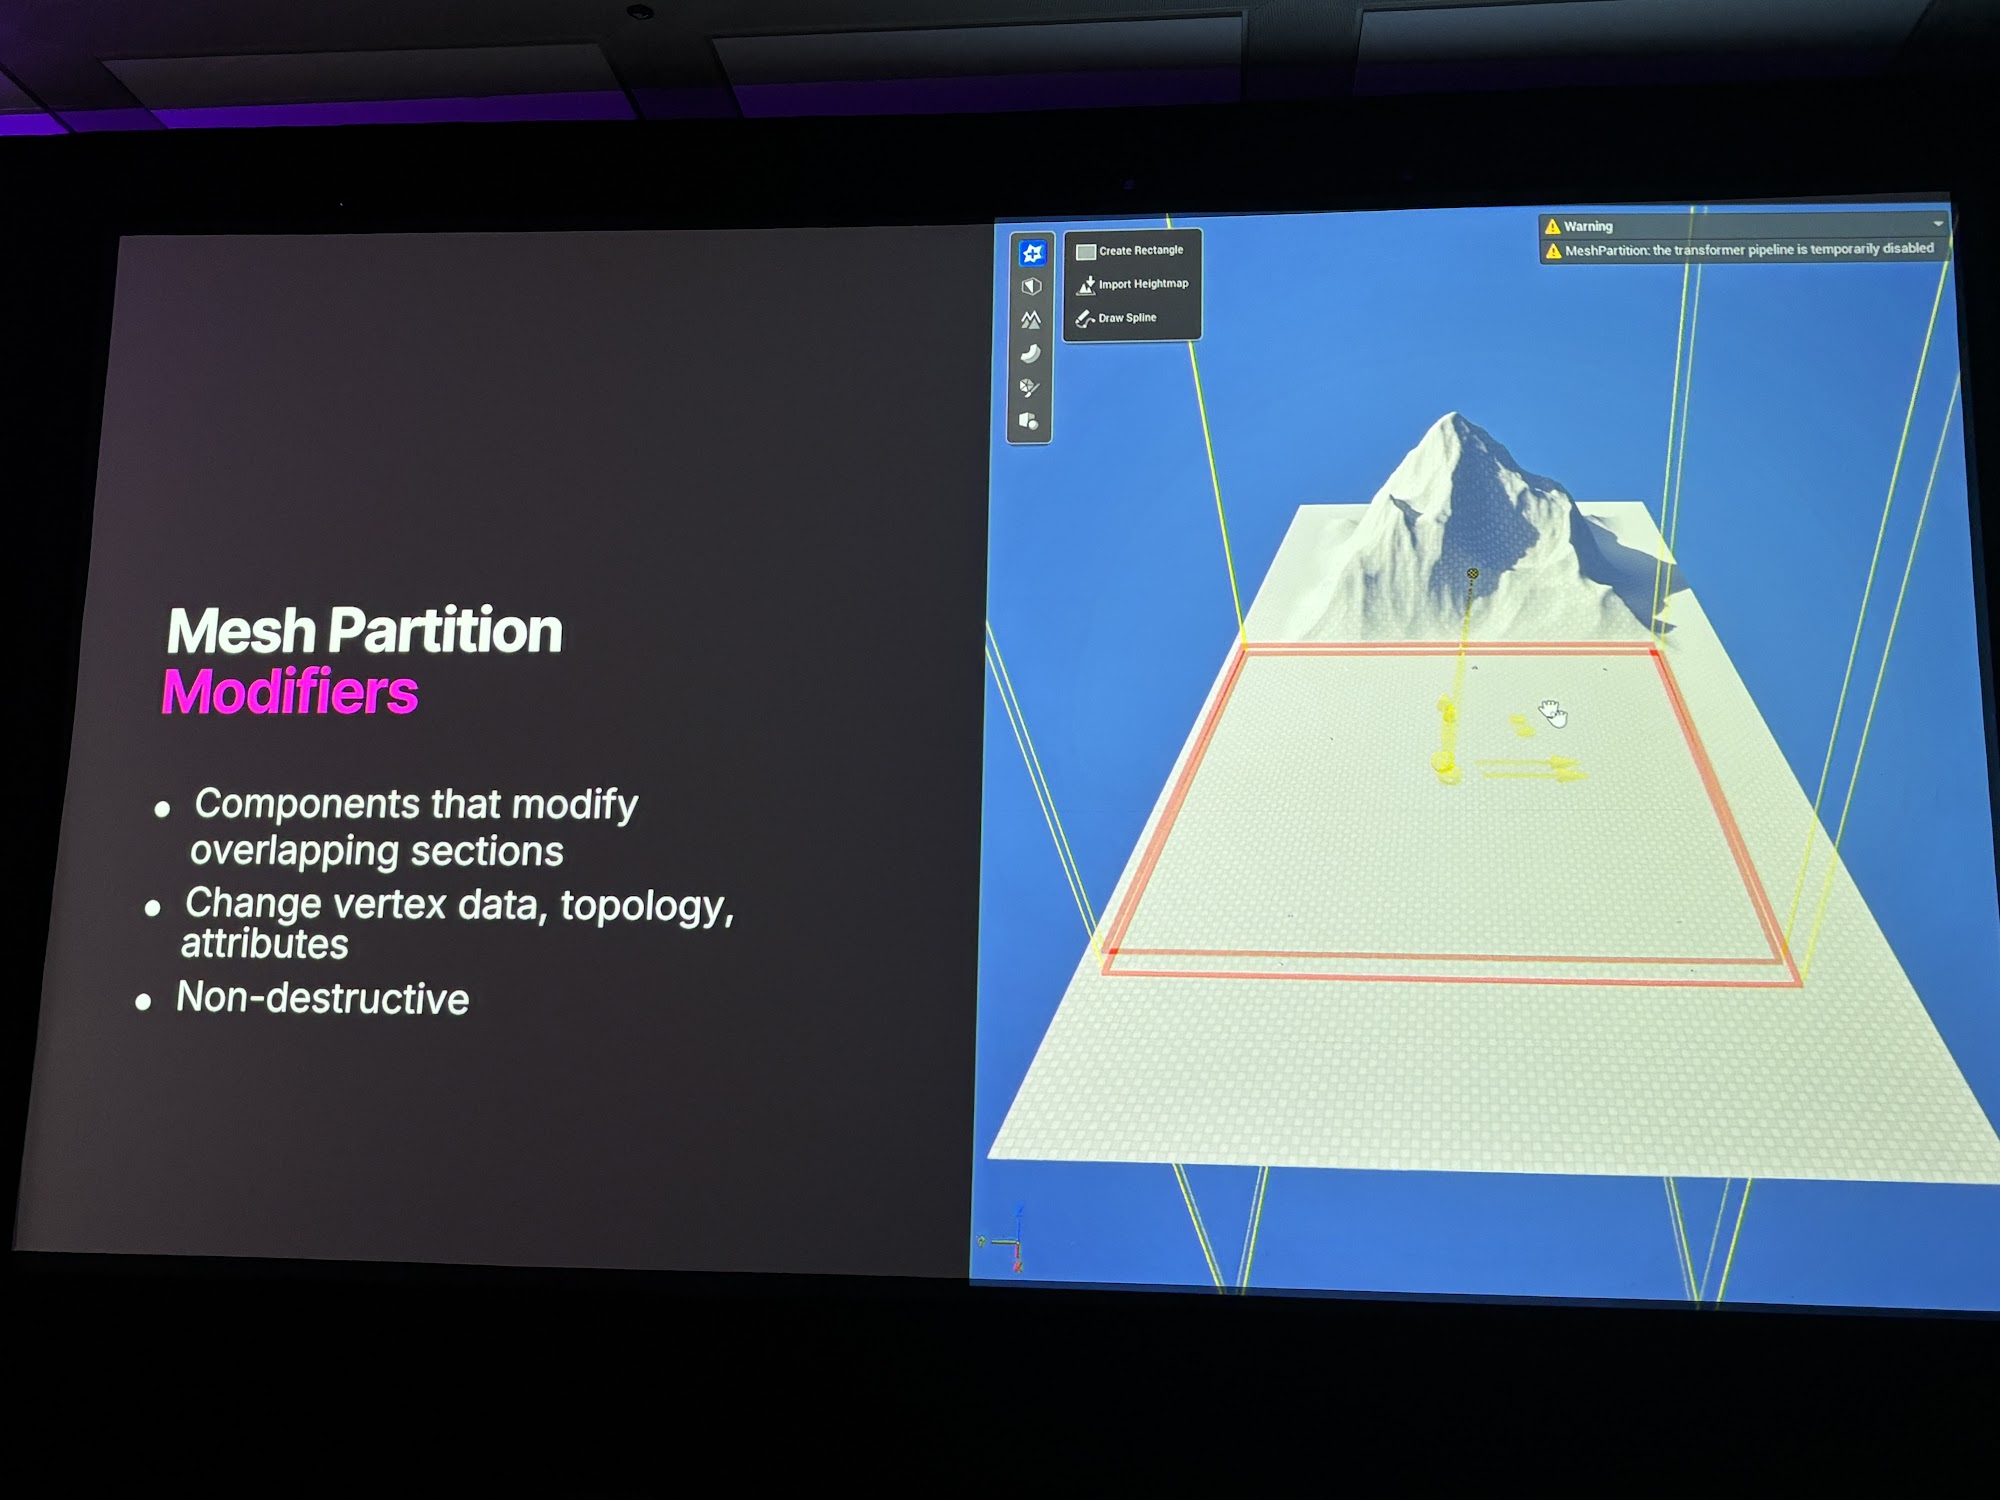 Mesh Partition
Modifiers
• Components that modify
overlapping sections
• Change vertex data, topology,
attributes
• Non-destructive
Create Rectangle
Import Heightmap
Draw Spline
Warning
MeshPartition: the transformer pipeline is temporarily disabled